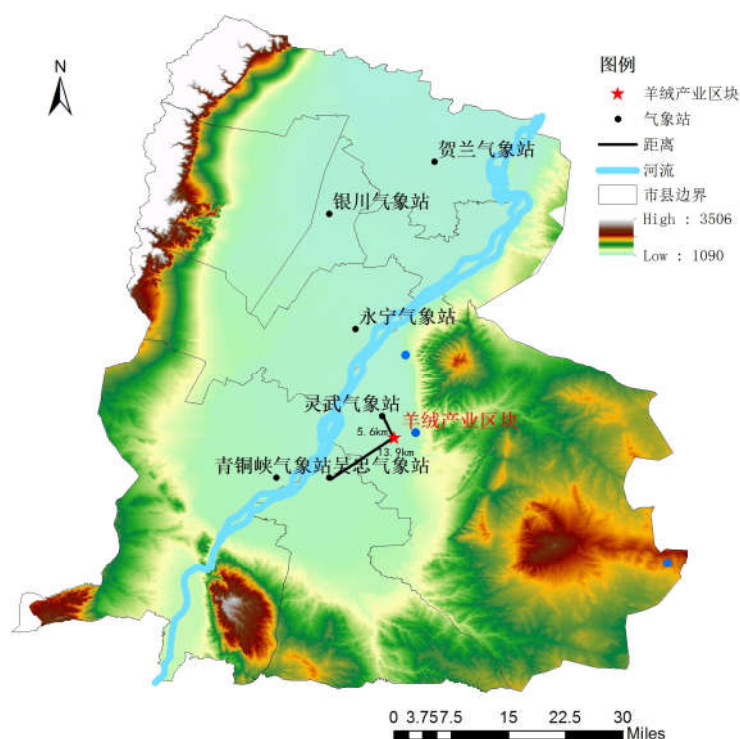 N
图例
羊绒产业区块
气象站
距离
河流
市县边界
High : 3506
Low : 1090
贺兰气象站
银川气象站
永宁气象站
灵武气象站
羊绒产业区块
5.6km
13.9km
青铜峡气象站
吴忠气象站
0 3.75 7.5 15 22.5 30
Miles